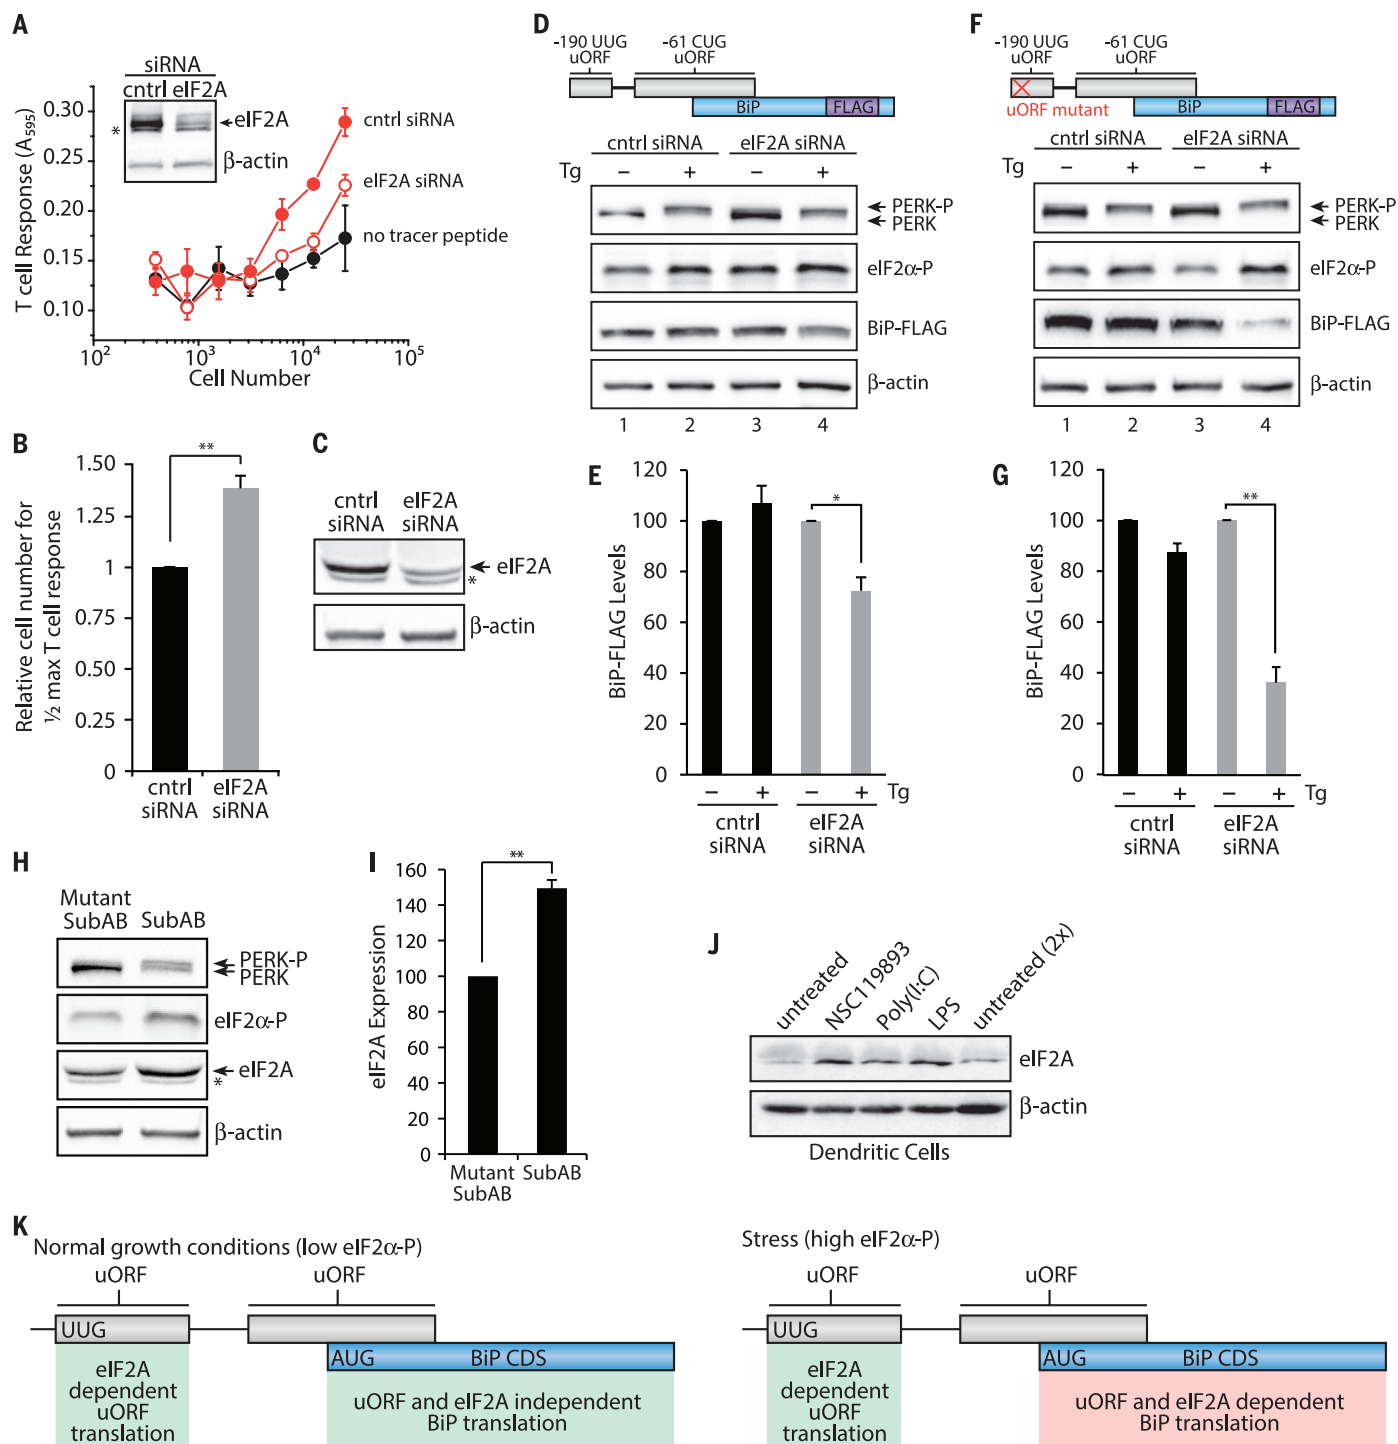 A
siRNA
cntrl eIF2A
*
eIF2A
β-actin
T cell Response (A595)
0.30
0.25
0.20
0.15
0.10
10²
10³
10⁴
10⁵
Cell Number
cntrl siRNA
eIF2A siRNA
no tracer peptide
B
Relative cell number for
½ max T cell response
1.50
1.25
1
0.75
0.50
0.25
0
**
cntrl
siRNA
eIF2A
siRNA
C
cntrl
siRNA
eIF2A
siRNA
eIF2A
*
β-actin
D
-190 UUG
uORF
-61 CUG
uORF
BiP
FLAG
cntrl siRNA
eIF2A siRNA
Tg
– + – +
PERK-P
PERK
eIF2α-P
BiP-FLAG
β-actin
1 2 3 4
E
BiP-FLAG Levels
120
100
80
60
40
20
0
*
– + – + Tg
cntrl
siRNA
eIF2A
siRNA
F
-190 UUG
uORF
-61 CUG
uORF
uORF mutant
BiP
FLAG
cntrl siRNA
eIF2A siRNA
Tg
– + – +
PERK-P
PERK
eIF2α-P
BiP-FLAG
β-actin
1 2 3 4
G
BiP-FLAG Levels
120
100
80
60
40
20
0
**
– + – + Tg
cntrl
siRNA
eIF2A
siRNA
H
Mutant
SubAB
SubAB
PERK-P
PERK
eIF2α-P
eIF2A
*
β-actin
I
eIF2A Expression
160
140
120
100
80
60
40
20
0
**
Mutant
SubAB
SubAB
J
untreated
NSC119893
Poly(I:C)
LPS
untreated (2x)
eIF2A
β-actin
Dendritic Cells
K
Normal growth conditions (low eIF2α-P)
uORF
uORF
UUG
AUG
BiP CDS
eIF2A
dependent
uORF
translation
uORF and eIF2A independent
BiP translation
Stress (high eIF2α-P)
uORF
uORF
UUG
AUG
BiP CDS
eIF2A
dependent
uORF
translation
uORF and eIF2A dependent
BiP translation